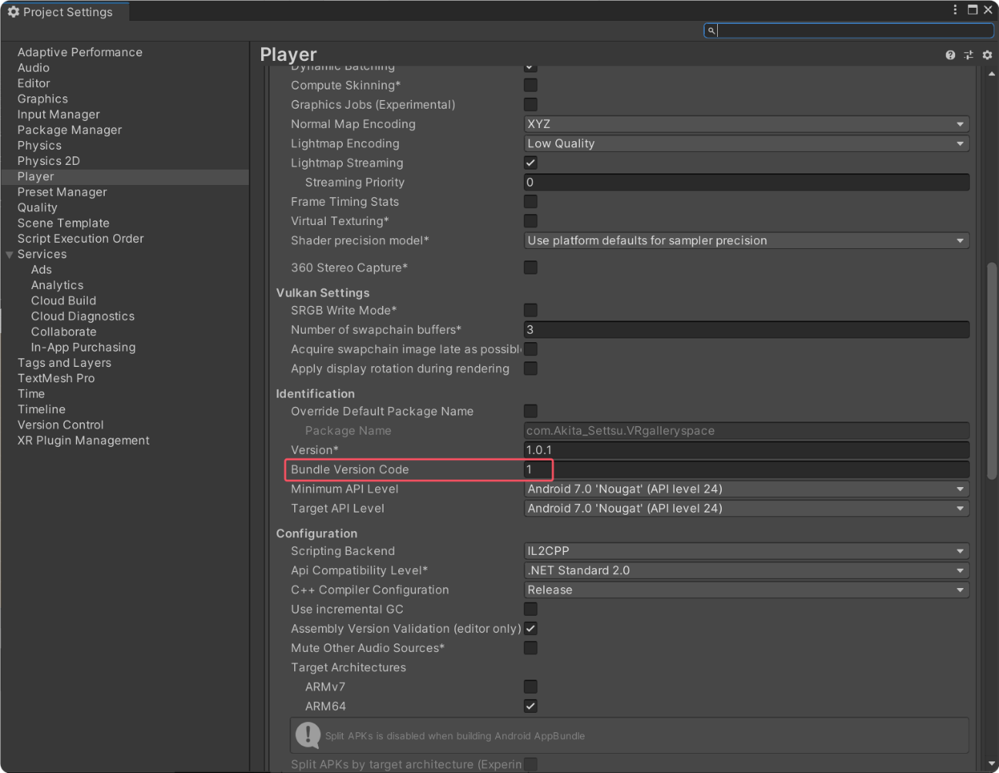 Project Settings
Adaptive Performance
Audio
Editor
Graphics
Input Manager
Package Manager
Physics
Physics 2D
Player
Preset Manager
Quality
Scene Template
Script Execution Order
Services
Ads
Analytics
Cloud Build
Cloud Diagnostics
Collaborate
In-App Purchasing
Tags and Layers
TextMesh Pro
Time
Timeline
Version Control
XR Plugin Management
Player
Dynamic Batching
Compute Skinning*
Graphics Jobs (Experimental)
Normal Map Encoding XYZ
Lightmap Encoding Low Quality
Lightmap Streaming
Streaming Priority 0
Frame Timing Stats
Virtual Texturing*
Shader precision model* Use platform defaults for sampler precision
360 Stereo Capture*
Vulkan Settings
SRGB Write Mode*
Number of swapchain buffers* 3
Acquire swapchain image late as possibl
Apply display rotation during rendering
Identification
Override Default Package Name
Package Name com.Akita_Settsu.VRgalleryspace
Version* 1.0.1
Bundle Version Code 1
Minimum API Level Android 7.0 'Nougat' (API level 24)
Target API Level Android 7.0 'Nougat' (API level 24)
Configuration
Scripting Backend IL2CPP
Api Compatibility Level* .NET Standard 2.0
C++ Compiler Configuration Release
Use incremental GC
Assembly Version Validation (editor only)
Mute Other Audio Sources*
Target Architectures
ARMv7
ARM64
Split APKs is disabled when building Android AppBundle
Split APKs by target architecture (Experin